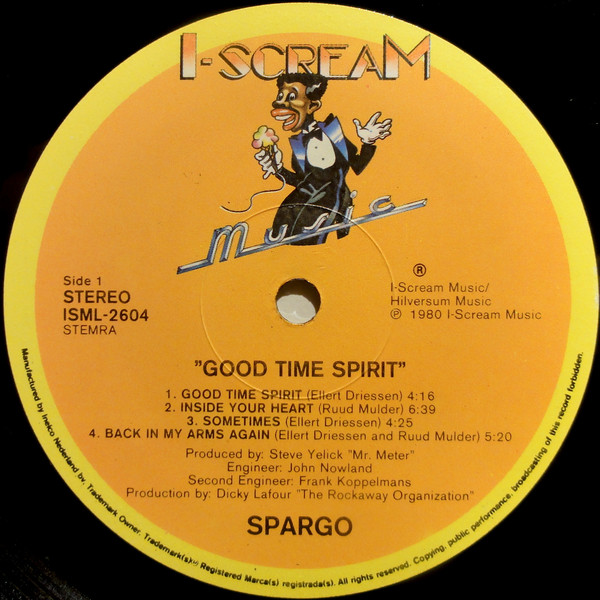 I-SCREAM
Music
Side 1
STEREO
ISML-2604
STEMRA
®
I-Scream Music/
Hilversum Music
℗ 1980 I-Scream Music
"GOOD TIME SPIRIT"
1. GOOD TIME SPIRIT (Ellert Driessen) 4:16
2. INSIDE YOUR HEART (Ruud Mulder) 6:39
3. SOMETIMES (Ellert Driessen) 4:25
4. BACK IN MY ARMS AGAIN (Ellert Driessen and Ruud Mulder) 5:20
Produced by: Steve Yelick "Mr. Meter"
Engineer: John Nowland
Second Engineer: Frank Koppelmans
Production by: Dicky Lafour "The Rockaway Organization"
SPARGO
Manufactured by Inelco Nederland bv. Trademark Owner. Trademark(s)® Registered Marca(s) registrada(s). All rights reserved. Copying, public performance, broadcasting of this record forbidden.